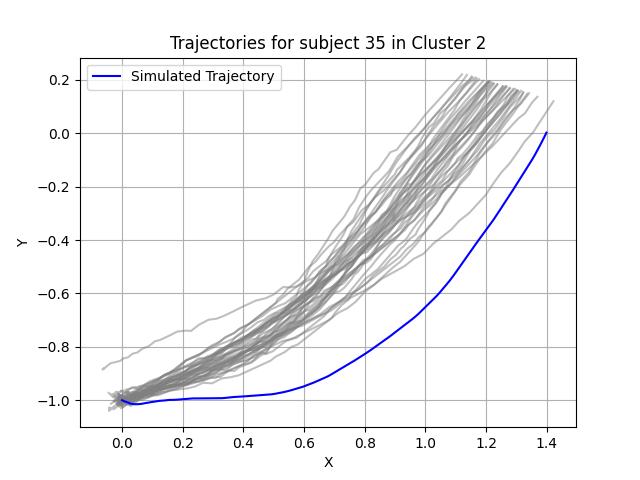 Trajectories for subject 35 in Cluster 2
Simulated Trajectory
0.2
0.0
−0.2
−0.4
−0.6
−0.8
−1.0
Y
0.0 0.2 0.4 0.6 0.8 1.0 1.2 1.4
X